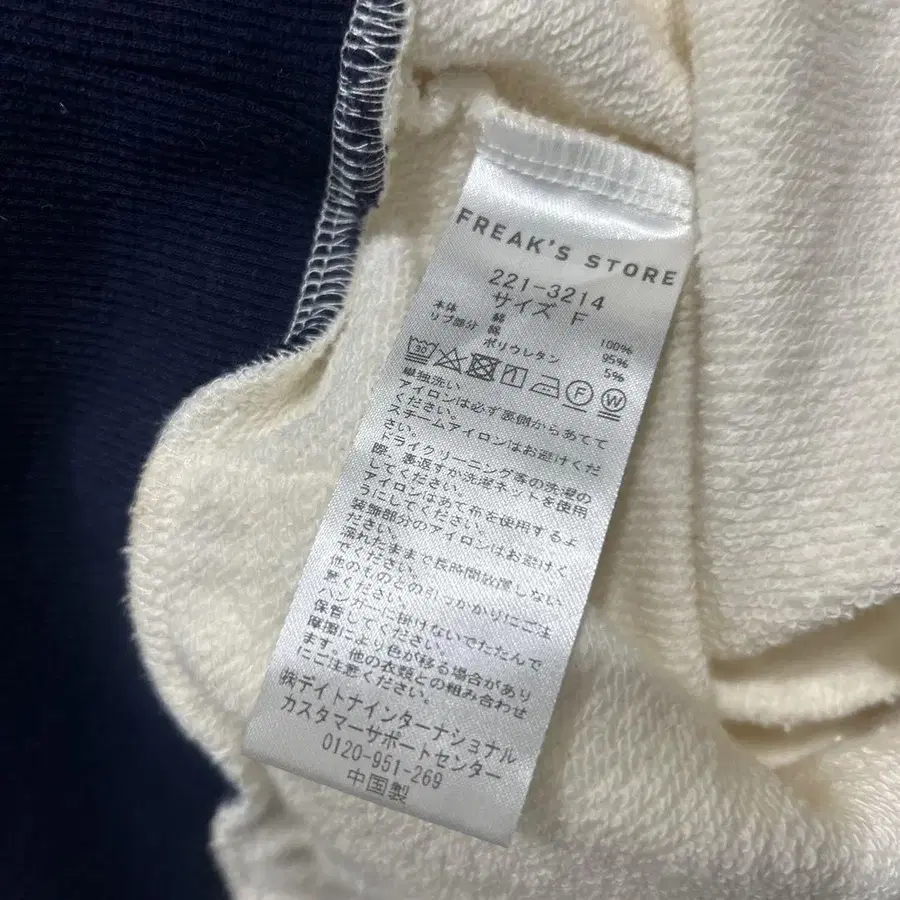 FREAK'S STORE
221-3214
サイズ F
本体 綿 100%
リブ部分 綿 95%
ポリウレタン 5%
30 F W
単独洗い
アイロンは必ず裏側からあてて
ください。
スチームアイロンはお避けくだ
さい。
ドライクリーニング等の洗濯の
際、裏返すか洗濯ネットを使用
してください。
アイロンはあて布を使用するよ
うにしてください。
装飾部分のアイロンはお避けく
ださい。
濡れたままで長時間放置しない
でください。
他のものとの引っかかりにご注
意ください。
ハンガーに掛けないでたたんで
保管してください。
摩擦により色が移る場合があり
ます。他の衣類との組み合わせ
にご注意ください。
㈱デイトナインターナショナル
カスタマーサポートセンター
0120-951-269
中国製